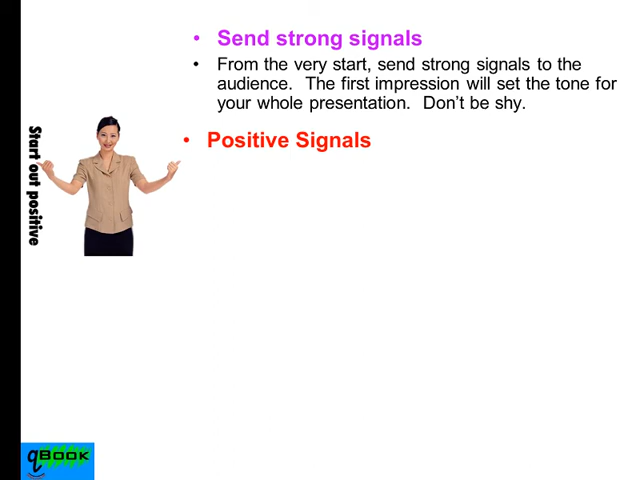 • Send strong signals
• From the very start, send strong signals to the
audience. The first impression will set the tone for
your whole presentation. Don't be shy.
• Positive Signals
Start out positive
qBOOK